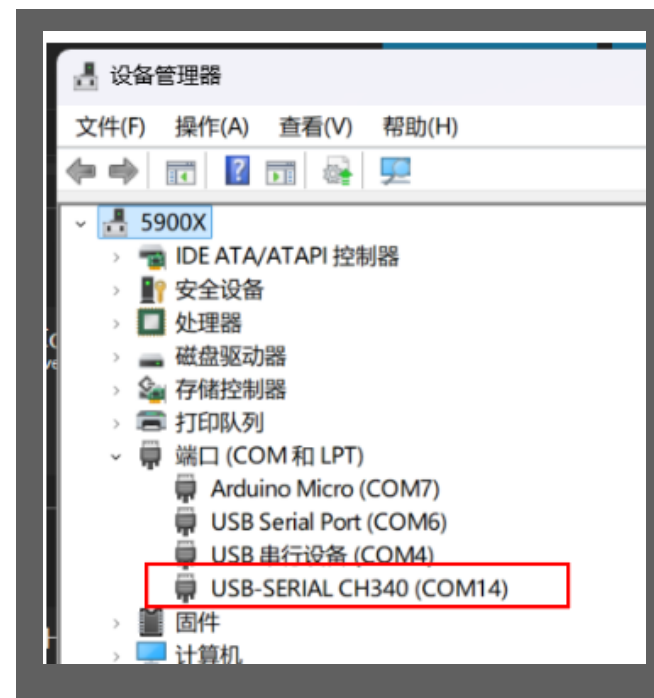 设备管理器
文件(F) 操作(A) 查看(V) 帮助(H)
5900X
IDE ATA/ATAPI 控制器
安全设备
处理器
磁盘驱动器
存储控制器
打印队列
端口 (COM 和 LPT)
Arduino Micro (COM7)
USB Serial Port (COM6)
USB 串行设备 (COM4)
USB-SERIAL CH340 (COM14)
固件
计算机